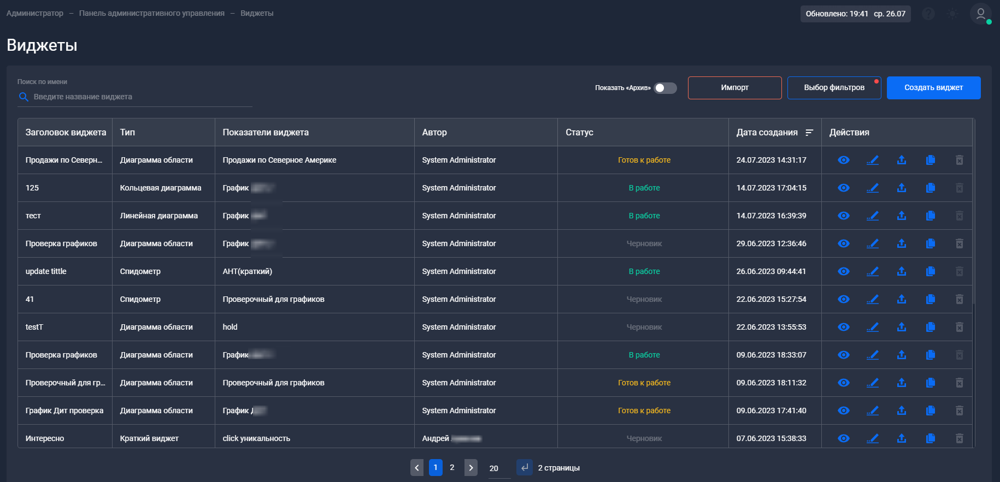 Администратор – Панель административного управления – Виджеты
Обновлено: 19:41 ср. 26.07
Виджеты
Поиск по имени
Введите название виджета
Показать «Архив»
Импорт
Выбор фильтров
Создать виджет
Заголовок виджета Тип Показатели виджета Автор Статус Дата создания Действия
Продажи по Северн... Диаграмма области Продажи по Северное Америке System Administrator Готов к работе 24.07.2023 14:31:17
125 Кольцевая диаграмма График System Administrator В работе 14.07.2023 17:04:15
тест Линейная диаграмма График System Administrator В работе 14.07.2023 16:39:39
Проверка графиков Диаграмма области График System Administrator Черновик 29.06.2023 12:36:46
update tittle Спидометр АНТ(краткий) System Administrator В работе 26.06.2023 09:44:41
41 Спидометр Проверочный для графиков System Administrator Черновик 22.06.2023 15:27:54
testT Диаграмма области hold System Administrator Черновик 22.06.2023 13:55:53
Проверка графиков Диаграмма области График System Administrator В работе 09.06.2023 18:33:07
Проверочный для гр... Диаграмма области Проверочный для графиков System Administrator Готов к работе 09.06.2023 18:11:32
График Дит проверка Диаграмма области График System Administrator Готов к работе 09.06.2023 17:41:40
Интересно Краткий виджет click уникальность Андрей Черновик 07.06.2023 15:38:33
1 2 20 2 страницы